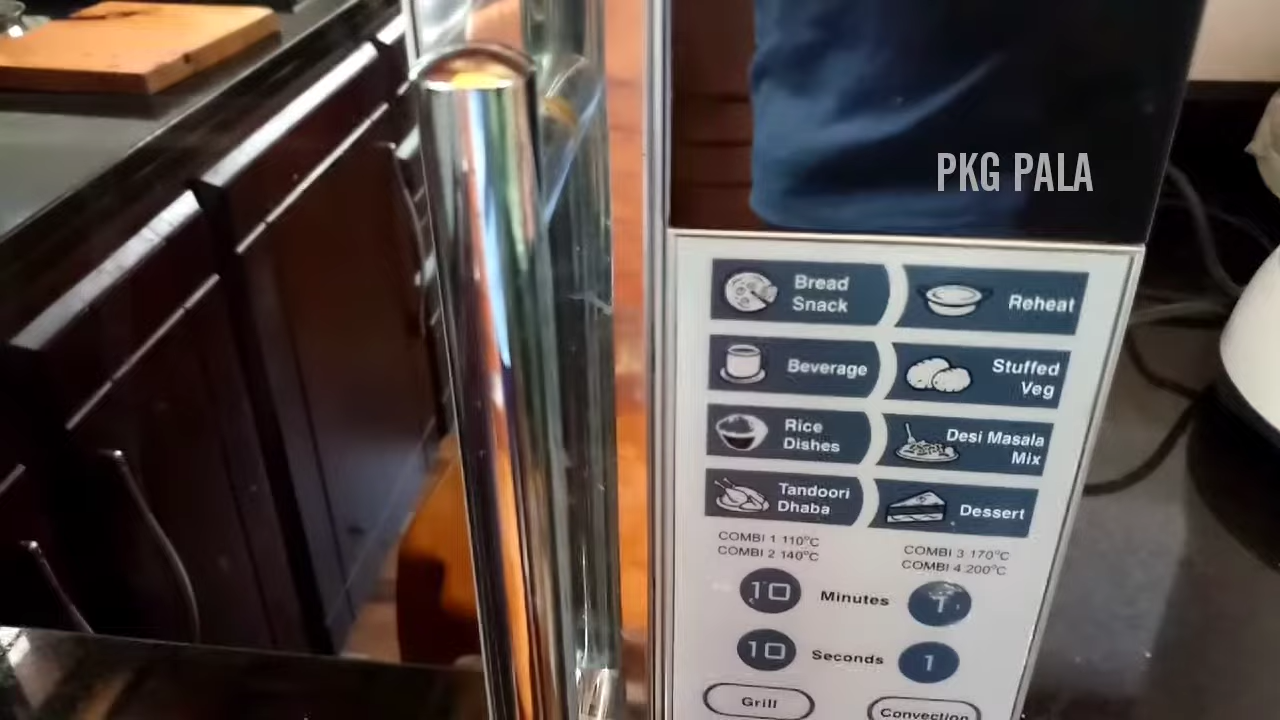 PKG PALA
Bread
Snack
Reheat
Beverage
Stuffed
Veg
Rice
Dishes
Desi Masala
Mix
Tandoori
Dhaba
Dessert
COMBI 1 110°C
COMBI 2 140°C
COMBI 3 170°C
COMBI 4 200°C
10 Minutes 1
10 Seconds 1
Grill
Convection